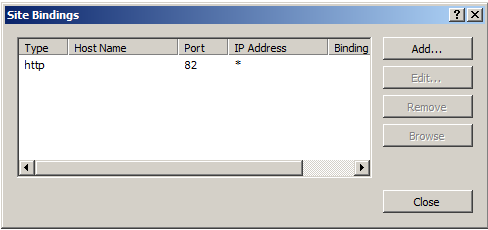 Site Bindings
Type Host Name Port IP Address Binding
http 82 *
Add...
Edit...
Remove
Browse
Close